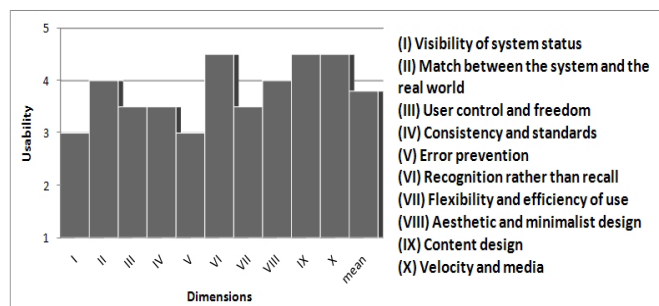 5
4
3
2
1
Usability
I
II
III
IV
V
VI
VII
VIII
IX
X
mean
Dimensions
(I) Visibility of system status
(II) Match between the system and the
real world
(III) User control and freedom
(IV) Consistency and standards
(V) Error prevention
(VI) Recognition rather than recall
(VII) Flexibility and efficiency of use
(VIII) Aesthetic and minimalist design
(IX) Content design
(X) Velocity and media